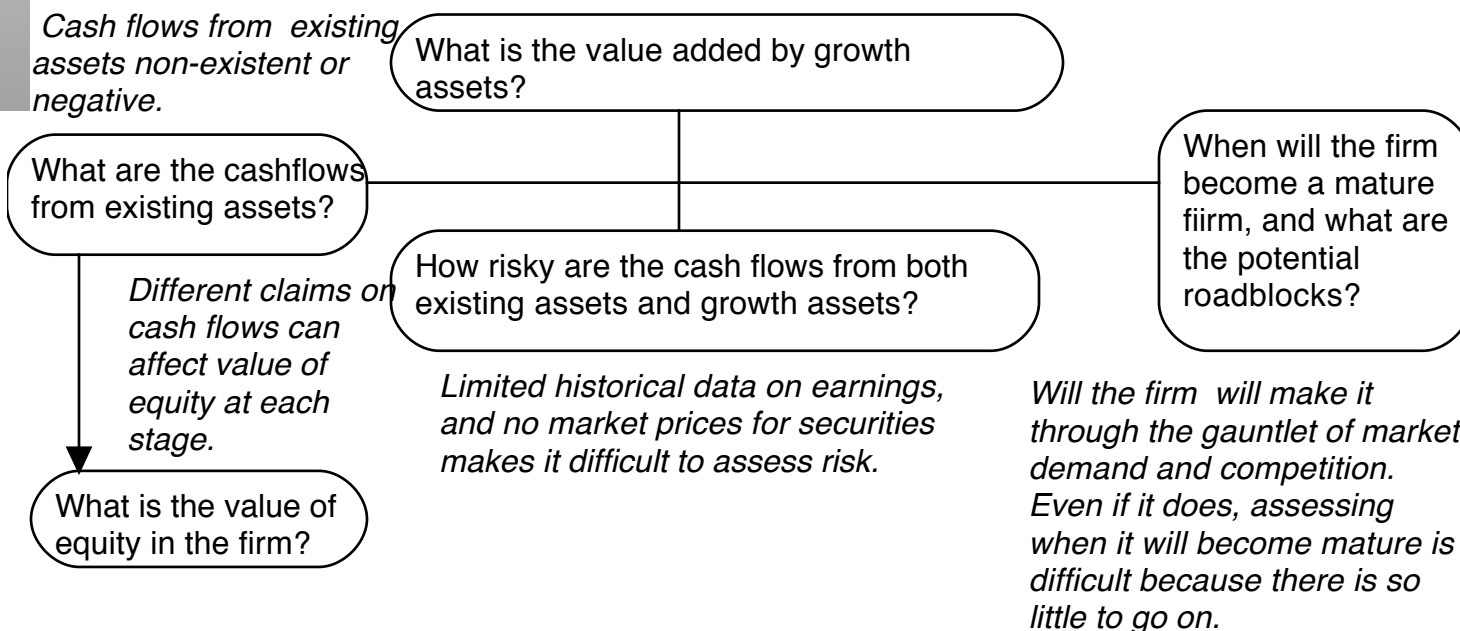 Cash flows from  existing
assets non-existent or
negative.
What is the value added by growth
assets?
What are the cashflows
from existing assets?
When will the firm
become a mature
fiirm, and what are
the potential
roadblocks?
How risky are the cash flows from both
existing assets and growth assets?
Different claims on
cash flows can
affect value of
equity at each
stage.
Limited historical data on earnings,
and no market prices for securities
makes it difficult to assess risk.
Will the firm  will make it
through the gauntlet of market
demand and competition.
Even if it does, assessing
when it will become mature is
difficult because there is so
little to go on.
What is the value of
equity in the firm?